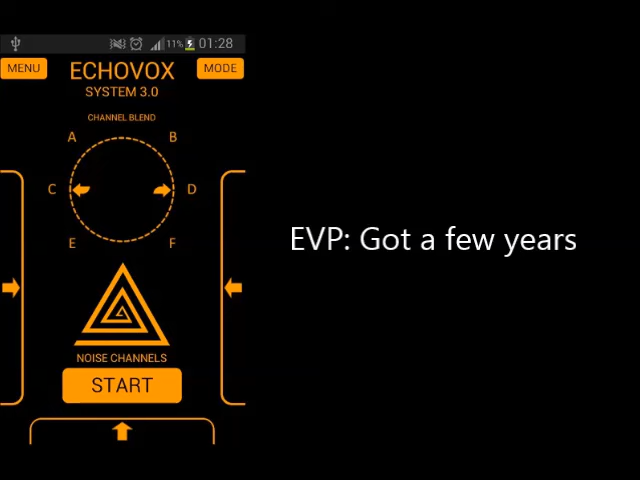 11% 01:28
MENU ECHOVOX MODE
SYSTEM 3.0
CHANNEL BLEND
A B
C D
E F
EVP: Got a few years
NOISE CHANNELS
START